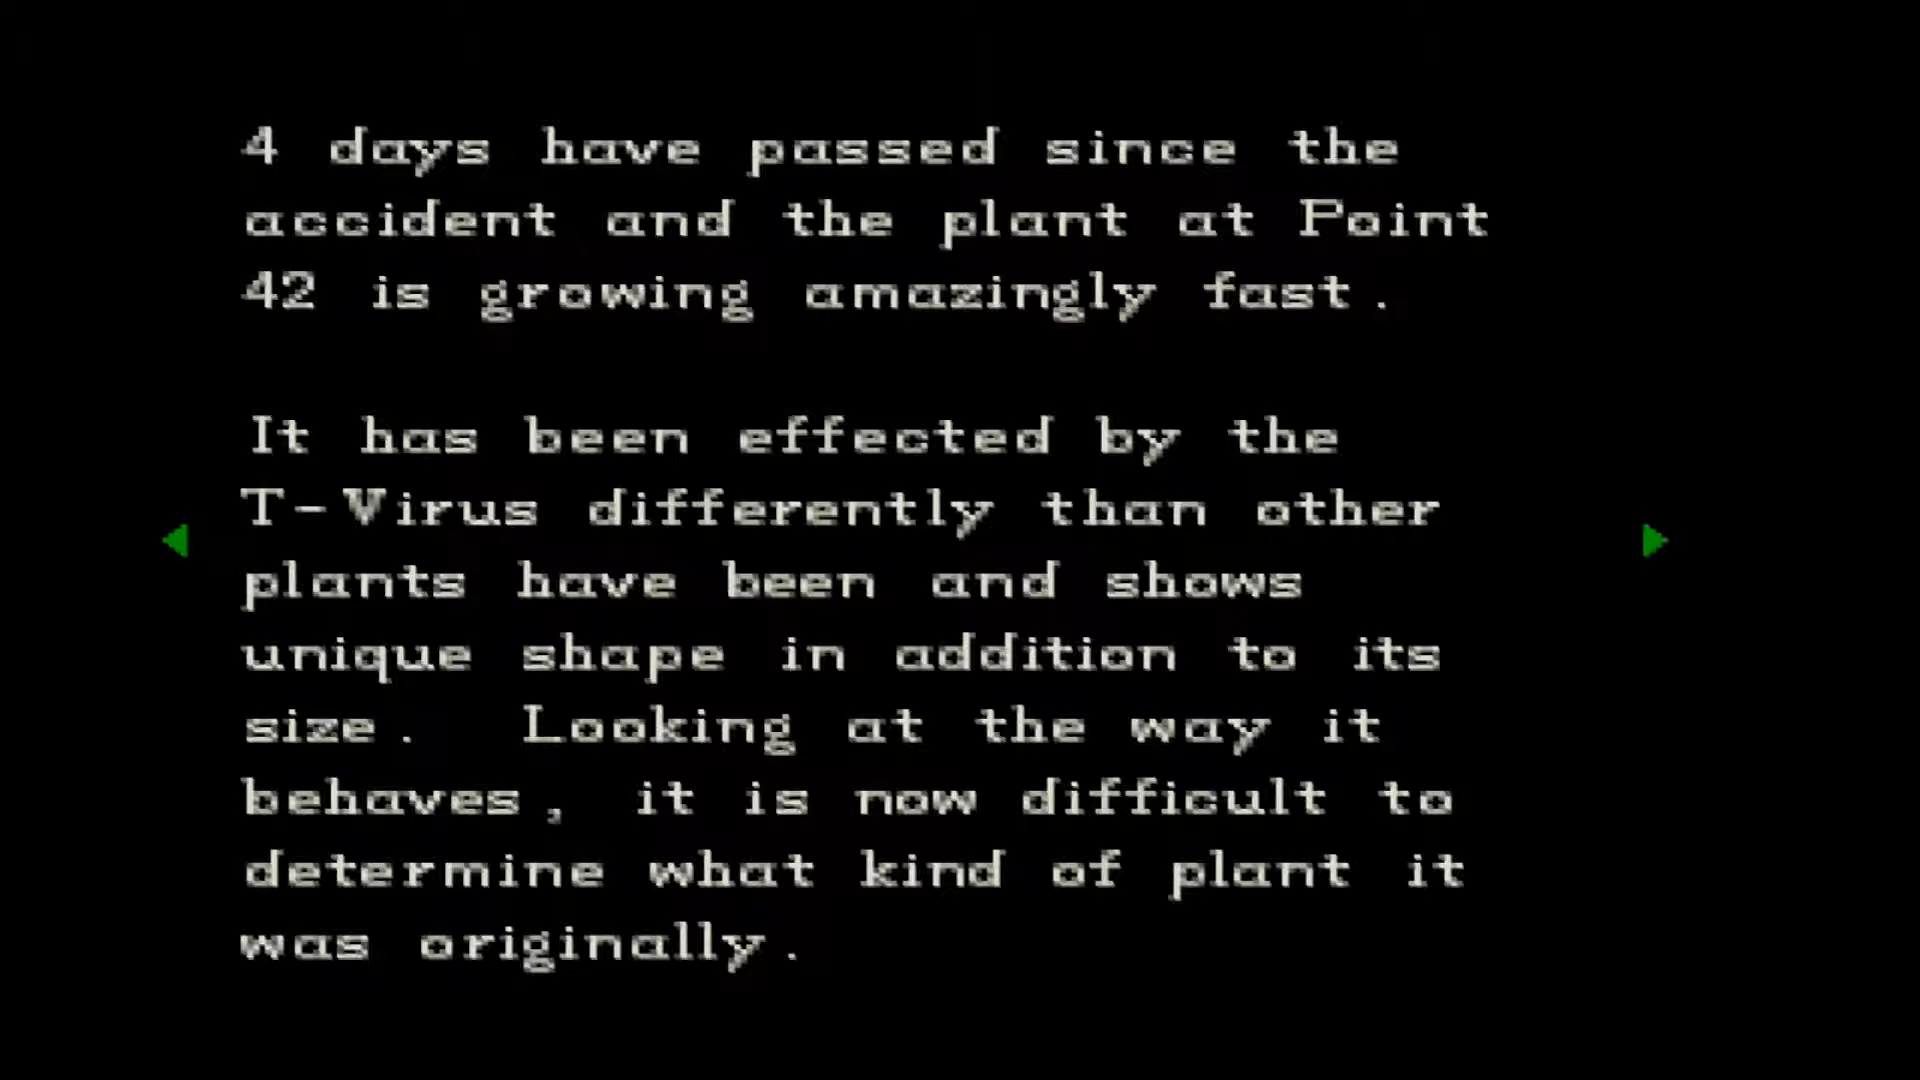 4 days have passed since the
accident and the plant at Point
42 is growing amazingly fast.
It has been effected by the
T-Virus differently than other
plants have been and shows
unique shape in addition to its
size. Looking at the way it
behaves, it is now difficult to
determine what kind of plant it
was originally.